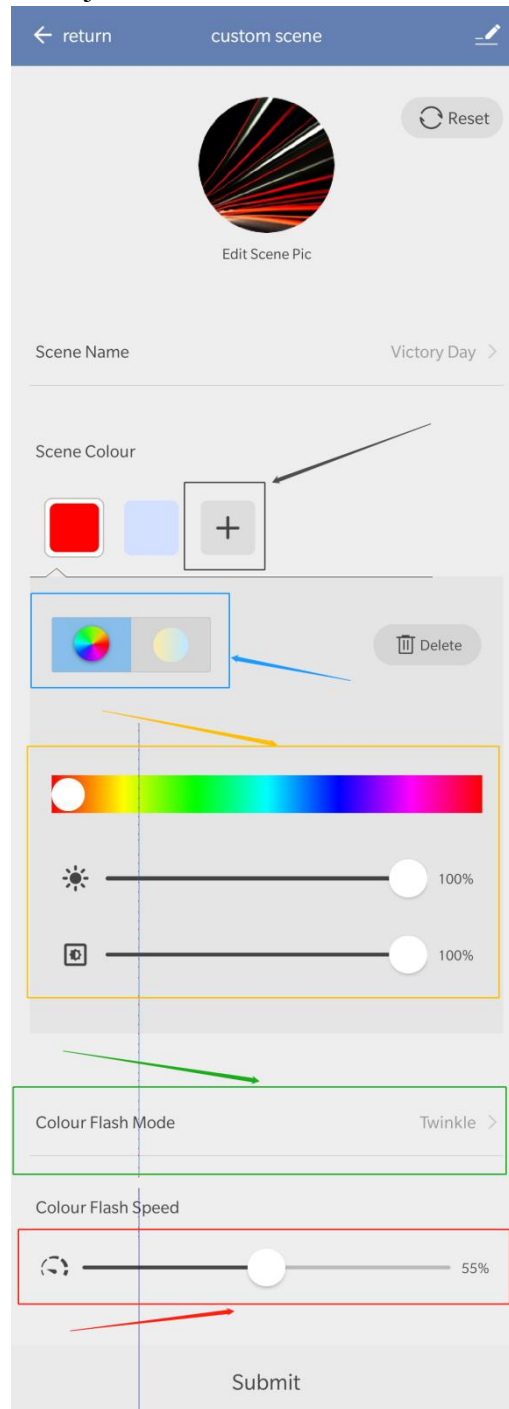 return custom scene
Reset
Edit Scene Pic
Scene Name Victory Day
Scene Colour
Delete
100%
100%
Colour Flash Mode Twinkle
Colour Flash Speed
55%
Submit